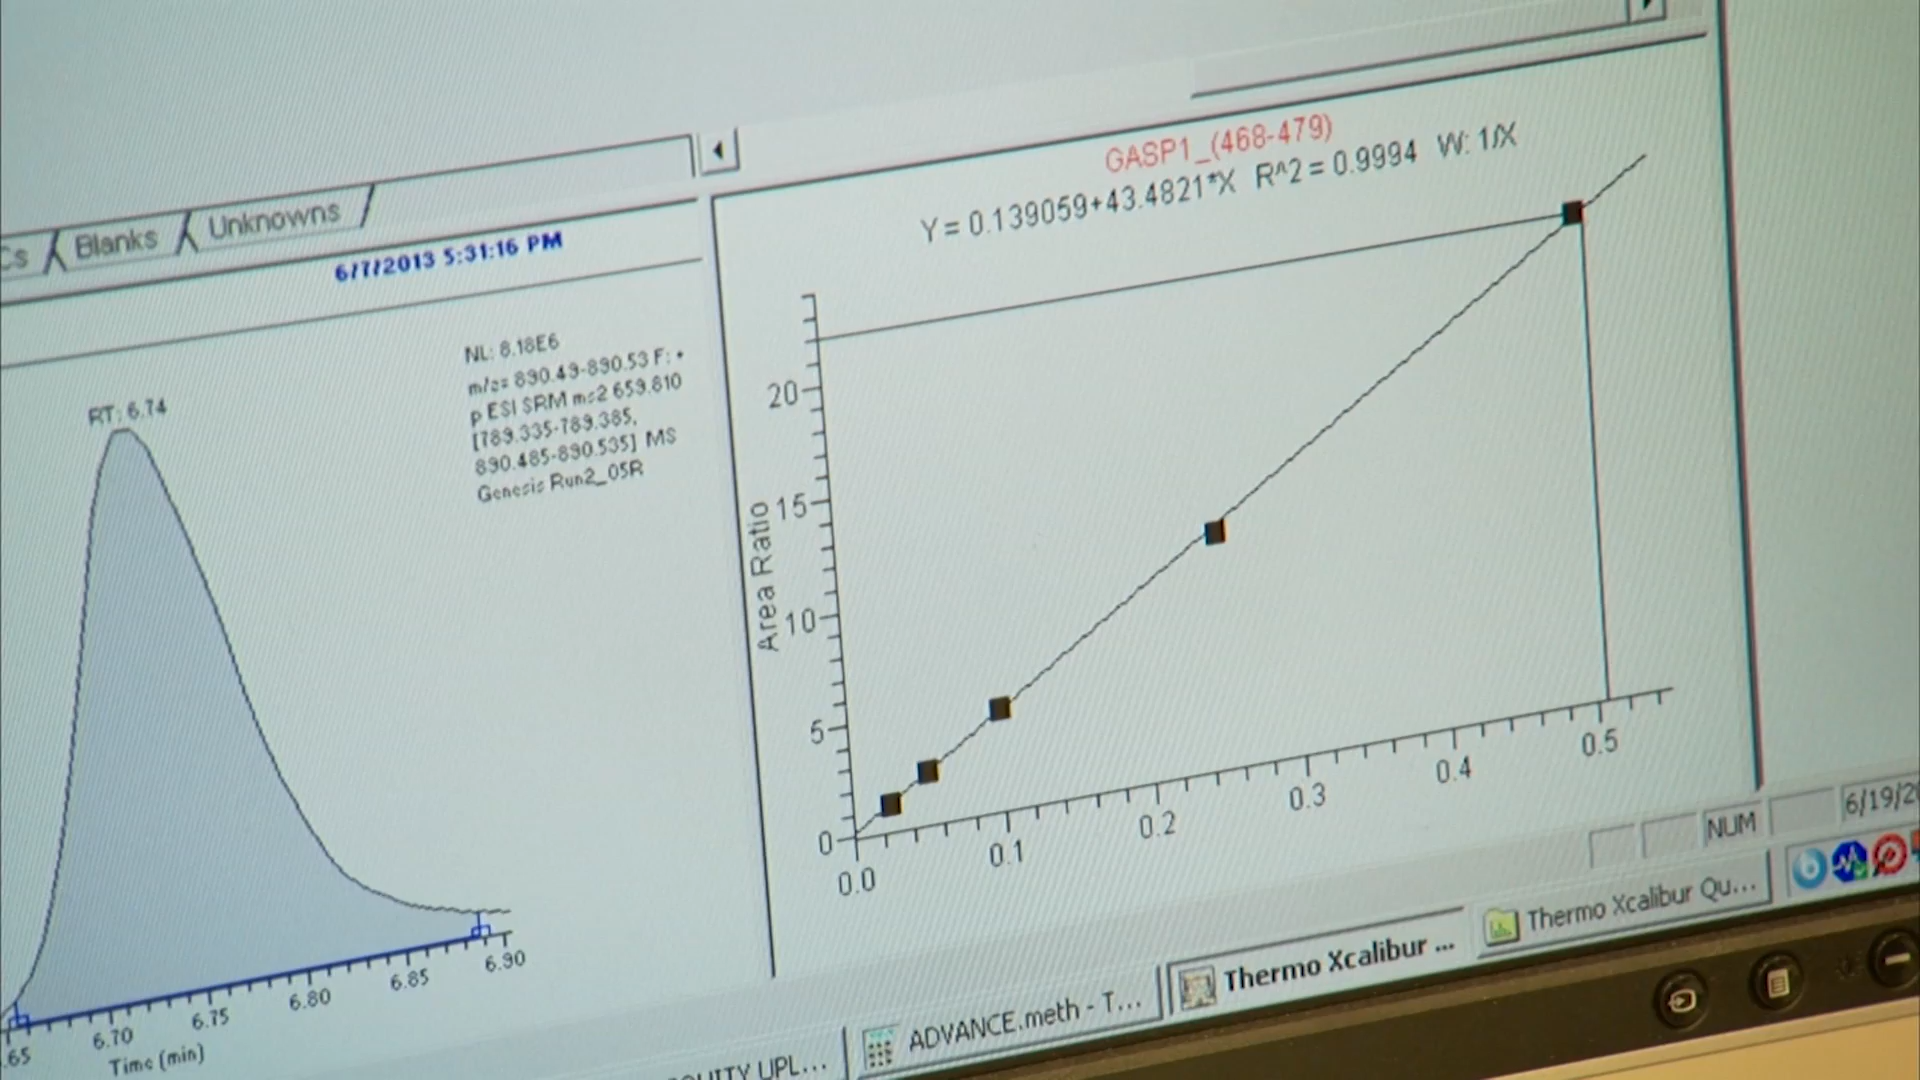 Blanks
Unknowns
6/7/2013 5:31:16 PM
RT: 6.74
NL: 8.18E6
m/z= 890.49-890.53 F: +
p ESI SRM ms2 659.810
[789.335-789.385,
890.485-890.535] MS
Genesis Run2_05R
6.70
6.75
6.80
6.85
6.90
Time (min)
GASP1_(468-479)
Y = 0.139059+43.4821*X R^2 = 0.9994 W: 1/X
Area Ratio
20
15
10
5
0
0.0
0.1
0.2
0.3
0.4
0.5
NUM
ADVANCE.meth - T...
Thermo Xcalibur ...
Thermo Xcalibur Qu...